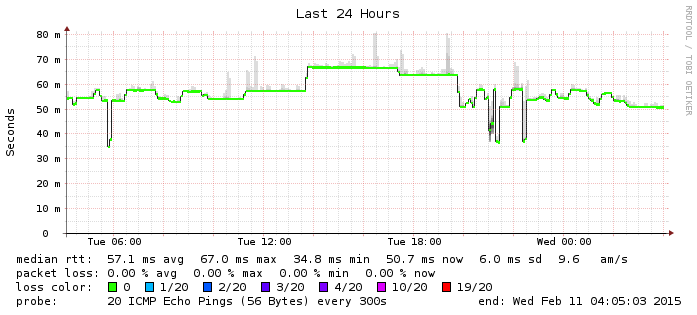 Last 24 Hours
RRDTOOL / TOBI OETIKER
Seconds
80 m
70 m
60 m
50 m
40 m
30 m
20 m
10 m
0
Tue 06:00 Tue 12:00 Tue 18:00 Wed 00:00
median rtt: 57.1 ms avg 67.0 ms max 34.8 ms min 50.7 ms now 6.0 ms sd 9.6 am/s
packet loss: 0.00 % avg 0.00 % max 0.00 % min 0.00 % now
loss color: 0 1/20 2/20 3/20 4/20 10/20 19/20
probe: 20 ICMP Echo Pings (56 Bytes) every 300s end: Wed Feb 11 04:05:03 2015